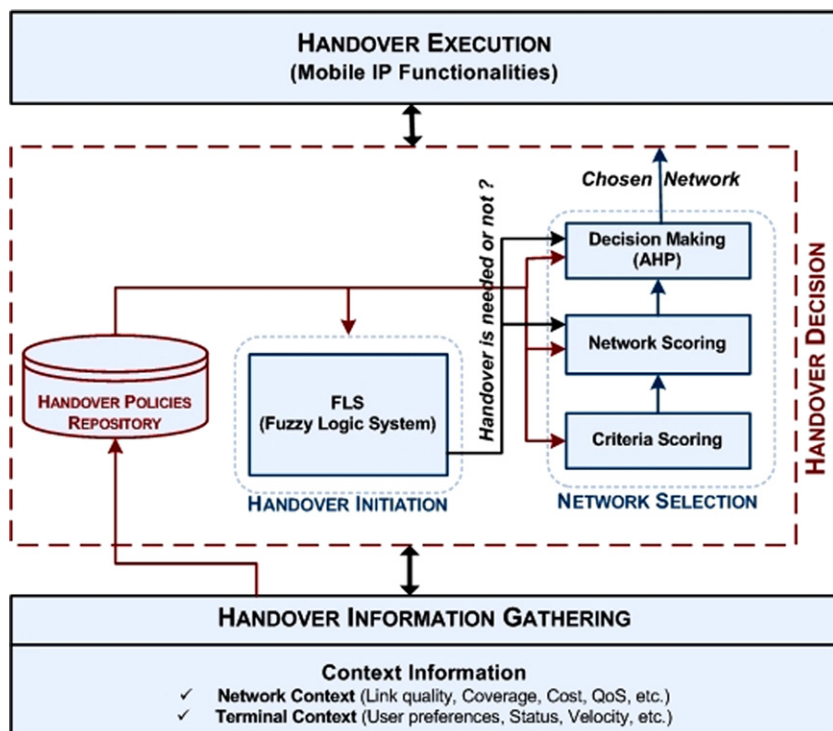 HANDOVER EXECUTION
(Mobile IP Functionalities)
Chosen Network
Handover is needed or not ?
Decision Making
(AHP)
Network Scoring
Criteria Scoring
NETWORK SELECTION
HANDOVER DECISION
HANDOVER POLICIES
REPOSITORY
FLS
(Fuzzy Logic System)
HANDOVER INITIATION
HANDOVER INFORMATION GATHERING
Context Information
✓ Network Context (Link quality, Coverage, Cost, QoS, etc.)
✓ Terminal Context (User preferences, Status, Velocity, etc.)